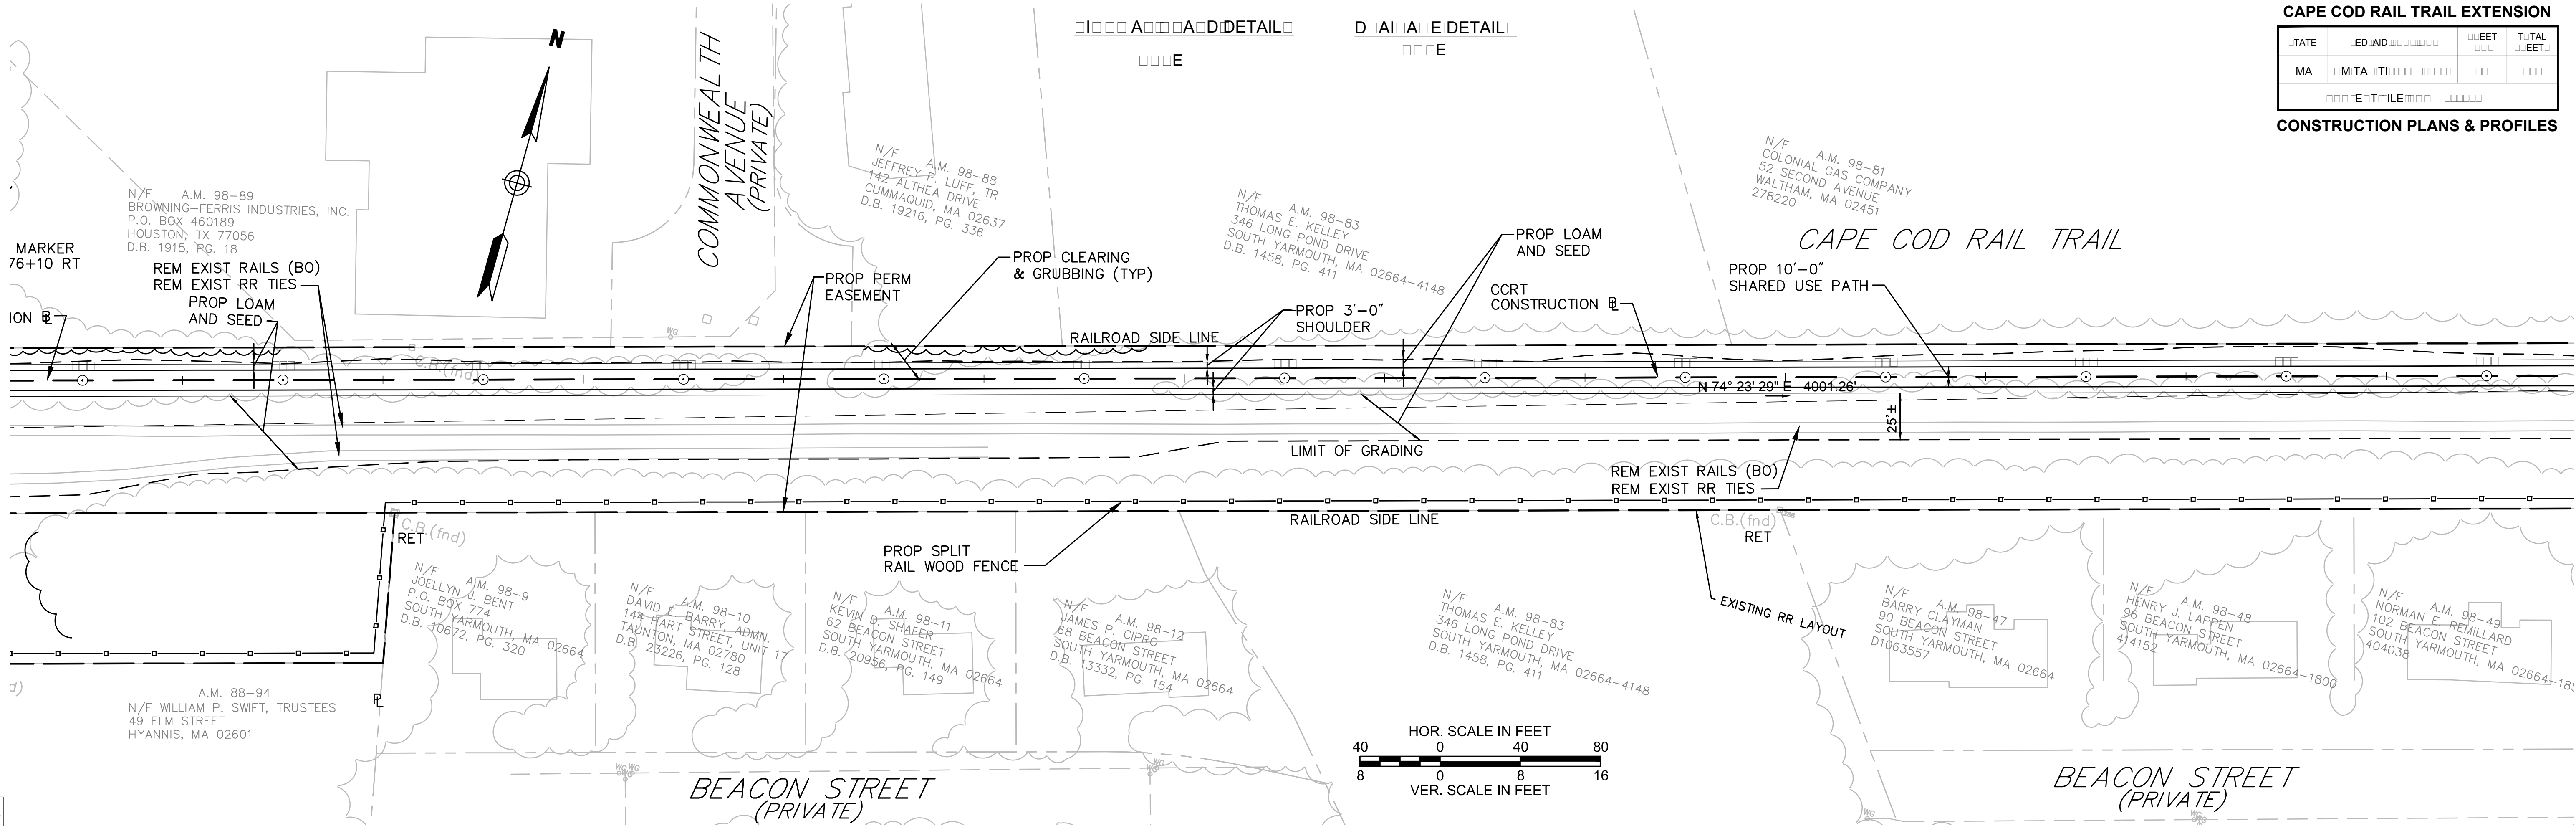 CAPE COD RAIL TRAIL EXTENSION
MA
CONSTRUCTION PLANS & PROFILES
N
COMMONWEALTH
AVENUE
(PRIVATE)
N/F A.M. 98-89
BROWNING-FERRIS INDUSTRIES, INC.
P.O. BOX 460189
HOUSTON, TX 77056
D.B. 1915, PG. 18
MARKER
76+10 RT
REM EXIST RAILS (BO)
REM EXIST RR TIES
PROP LOAM
AND SEED
ION BL
N/F A.M. 98-88
JEFFREY P. LUFF, TR
142 ALTHEA DRIVE
CUMMAQUID, MA 02637
D.B. 19216, PG. 336
PROP PERM
EASEMENT
PROP CLEARING
& GRUBBING (TYP)
N/F A.M. 98-83
THOMAS E. KELLEY
346 LONG POND DRIVE
SOUTH YARMOUTH, MA 02664-4148
D.B. 1458, PG. 411
PROP LOAM
AND SEED
PROP 3'-0"
SHOULDER
CCRT
CONSTRUCTION BL
N/F A.M. 98-81
COLONIAL GAS COMPANY
52 SECOND AVENUE
WALTHAM, MA 02451
278220
CAPE COD RAIL TRAIL
PROP 10'-0"
SHARED USE PATH
WG
RAILROAD SIDE LINE
C.B.(fnd)
N 74° 23' 29" E 4001.26'
25'±
LIMIT OF GRADING
REM EXIST RAILS (BO)
REM EXIST RR TIES
RAILROAD SIDE LINE
C.B.(fnd)
RET
C.B.(fnd)
RET
PROP SPLIT
RAIL WOOD FENCE
EXISTING RR LAYOUT
N/F A.M. 98-9
JOELLYN J. BENT
P.O. BOX 774
SOUTH YARMOUTH, MA 02664
D.B. 10672, PG. 320
N/F A.M. 98-10
DAVID E. BARRY, ADMN.
144 HART STREET, UNIT 17
TAUNTON, MA 02780
D.B. 23226, PG. 128
N/F A.M. 98-11
KEVIN D. SHAFER
62 BEACON STREET
SOUTH YARMOUTH, MA 02664
D.B. 20956, PG. 149
N/F A.M. 98-12
JAMES P. CIPRO
68 BEACON STREET
SOUTH YARMOUTH, MA 02664
D.B. 13332, PG. 154
N/F A.M. 98-83
THOMAS E. KELLEY
346 LONG POND DRIVE
SOUTH YARMOUTH, MA 02664-4148
D.B. 1458, PG. 411
N/F A.M. 98-47
BARRY CLAYMAN
90 BEACON STREET
SOUTH YARMOUTH, MA 02664
D1063557
N/F A.M. 98-48
HENRY J. LAPPEN
96 BEACON STREET
SOUTH YARMOUTH, MA 02664-1800
414152
N/F A.M. 98-49
NORMAN E. REMILLARD
102 BEACON STREET
SOUTH YARMOUTH, MA 02664-18
404038
A.M. 88-94
N/F WILLIAM P. SWIFT, TRUSTEES
49 ELM STREET
HYANNIS, MA 02601
PL
HOR. SCALE IN FEET
40 0 40 80
8 0 8 16
VER. SCALE IN FEET
WG WG
WG
BEACON STREET
(PRIVATE)
BEACON STREET
(PRIVATE)
WG
WG